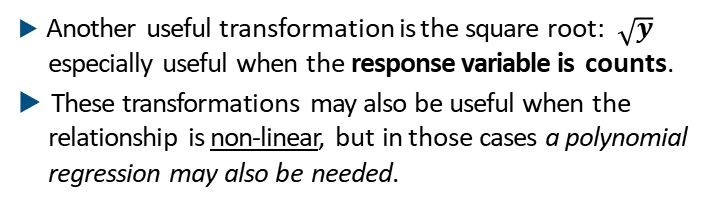 ▶ Another useful transformation is the square root: √y
especially useful when the response variable is counts.
▶ These transformations may also be useful when the
relationship is non-linear, but in those cases a polynomial
regression may also be needed.